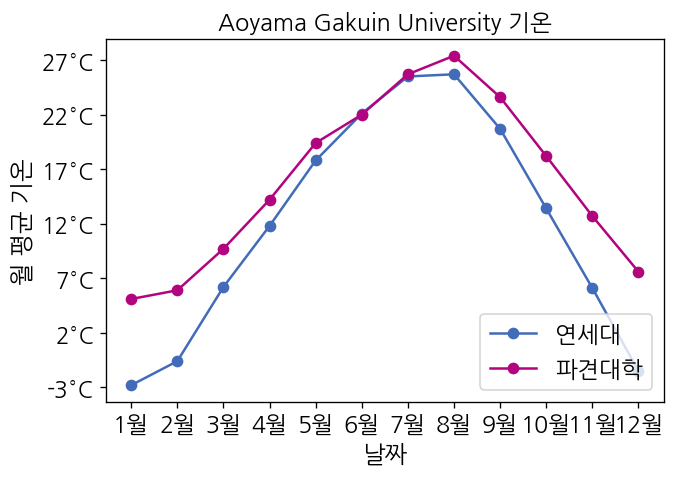 Aoyama Gakuin University 기온
월 평균 기온
27˚C
22˚C
17˚C
12˚C
7˚C
2˚C
-3˚C
연세대
파견대학
1월 2월 3월 4월 5월 6월 7월 8월 9월 10월 11월 12월
날짜